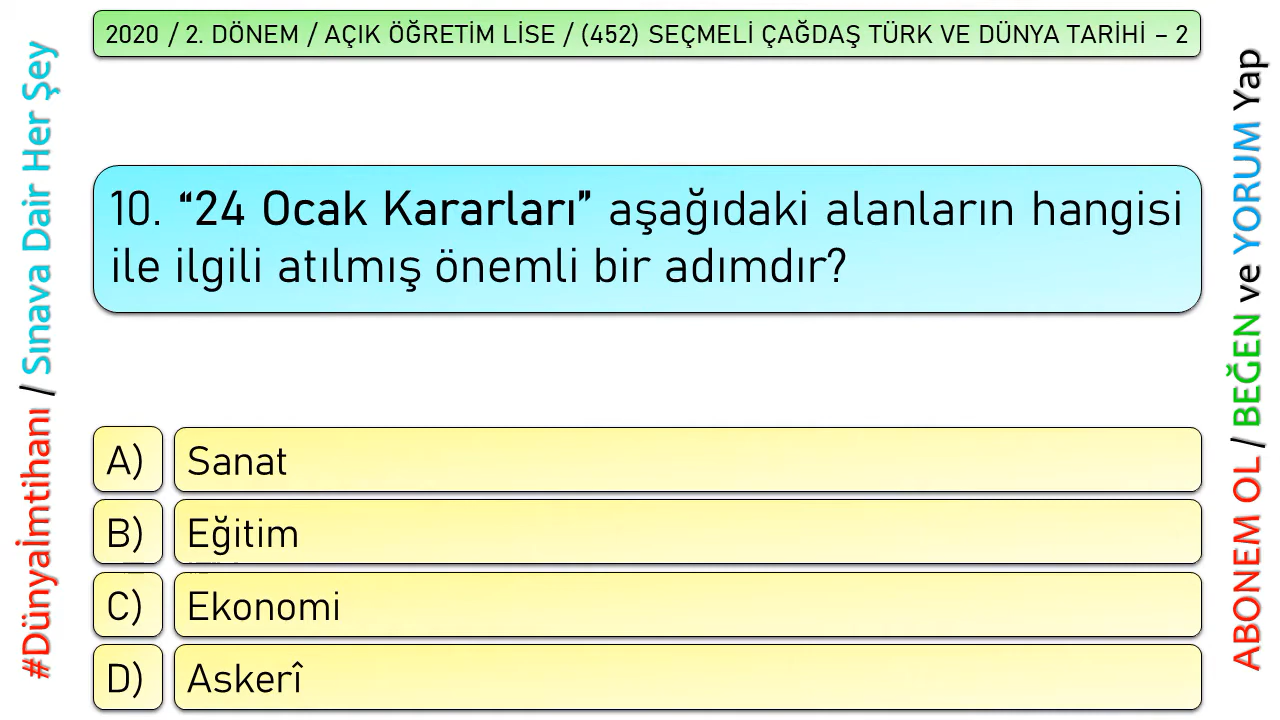 2020 / 2. DÖNEM / AÇIK ÖĞRETİM LİSE / (452) SEÇMELİ ÇAĞDAŞ TÜRK VE DÜNYA TARİHİ – 2
#Dünyaİmtihanı / Sınava Dair Her Şey
10. “24 Ocak Kararları” aşağıdaki alanların hangisi
ile ilgili atılmış önemli bir adımdır?
A) Sanat
B) Eğitim
C) Ekonomi
D) Askerî
ABONEM OL / BEĞEN ve YORUM Yap